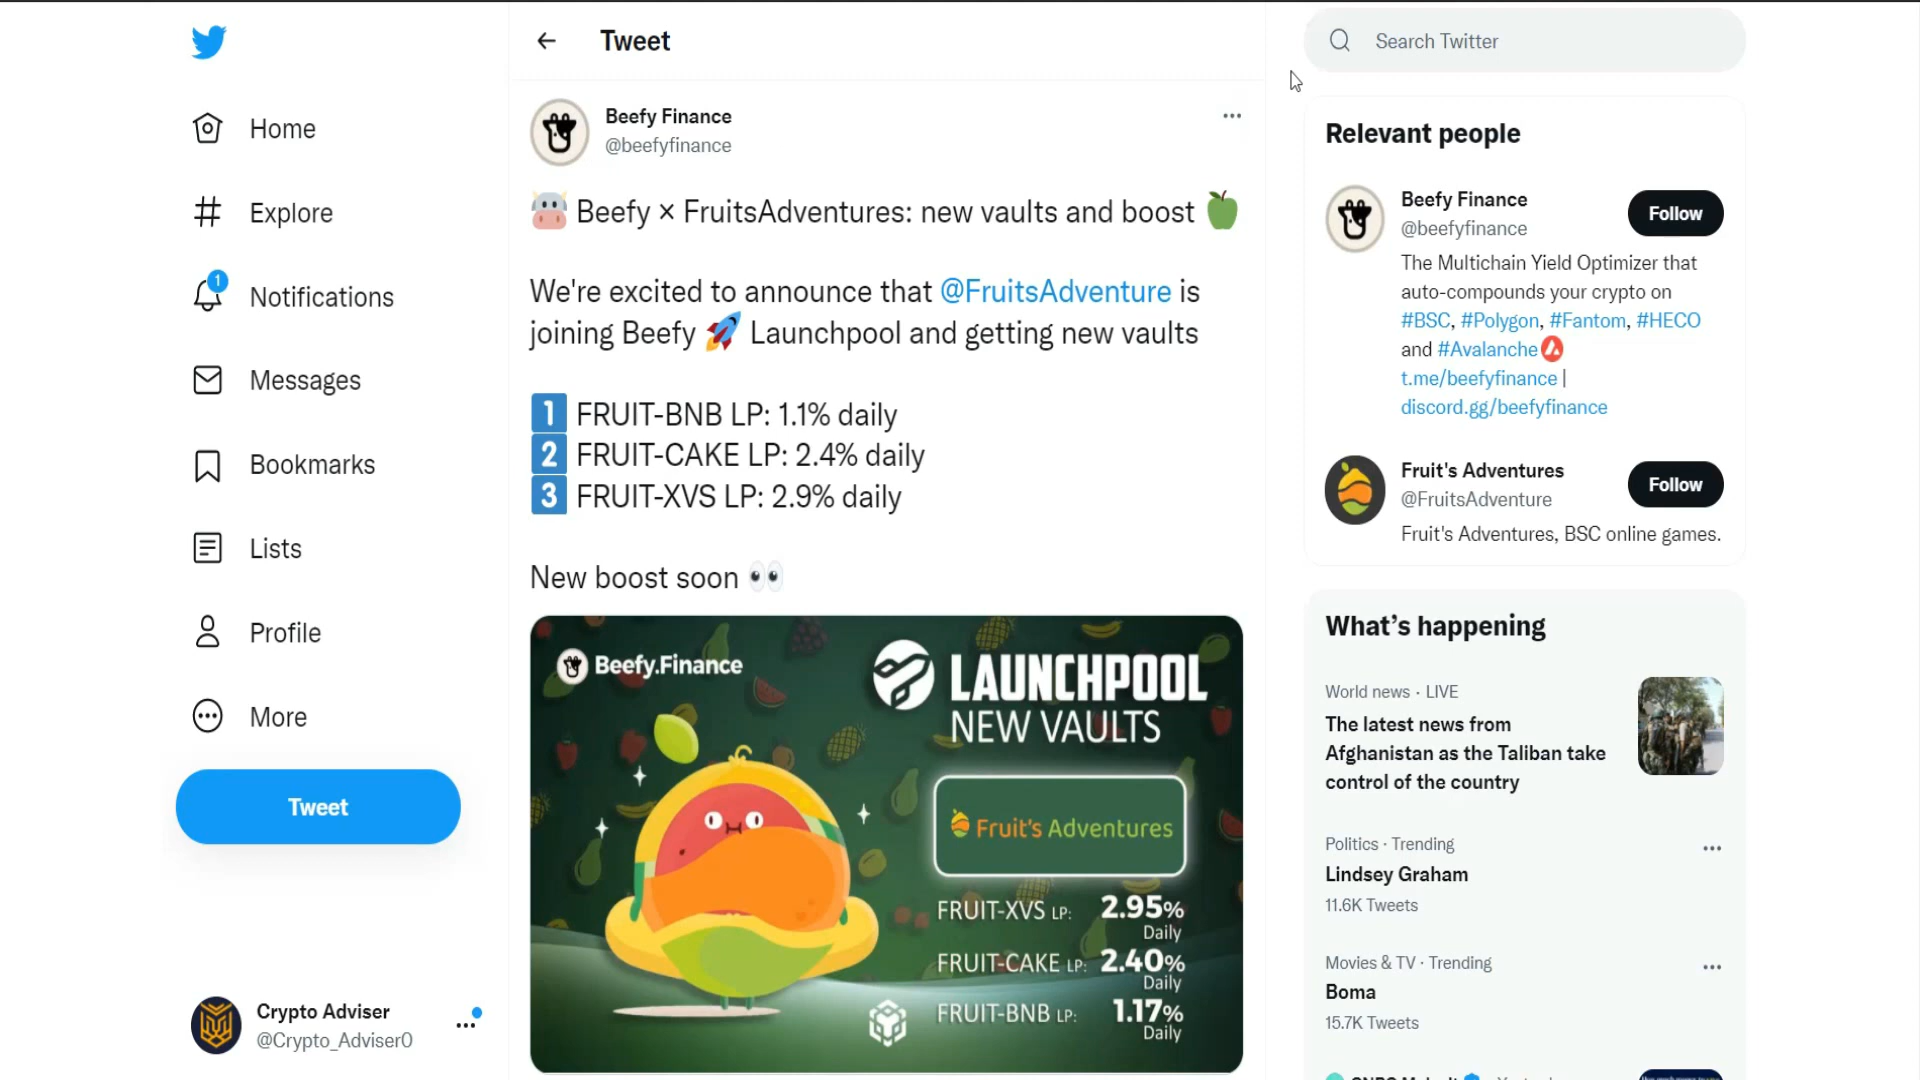 Home
Explore
1
Notifications
Messages
Bookmarks
Lists
Profile
More
Tweet
Crypto Adviser
@Crypto_Adviser0
Tweet
Beefy Finance
@beefyfinance
Beefy × FruitsAdventures: new vaults and boost
We're excited to announce that @FruitsAdventure is
joining Beefy 🚀 Launchpool and getting new vaults
1 FRUIT-BNB LP: 1.1% daily
2 FRUIT-CAKE LP: 2.4% daily
3 FRUIT-XVS LP: 2.9% daily
New boost soon 👀
Beefy.Finance
LAUNCHPOOL
NEW VAULTS
Fruit's Adventures
FRUIT-XVS LP: 2.95%
Daily
FRUIT-CAKE LP: 2.40%
Daily
FRUIT-BNB LP: 1.17%
Daily
Search Twitter
Relevant people
Beefy Finance
@beefyfinance
Follow
The Multichain Yield Optimizer that
auto-compounds your crypto on
#BSC, #Polygon, #Fantom, #HECO
and #Avalanche
t.me/beefyfinance |
discord.gg/beefyfinance
Fruit's Adventures
@FruitsAdventure
Follow
Fruit's Adventures, BSC online games.
What's happening
World news · LIVE
The latest news from
Afghanistan as the Taliban take
control of the country
Politics · Trending
Lindsey Graham
11.6K Tweets
Movies & TV · Trending
Boma
15.7K Tweets